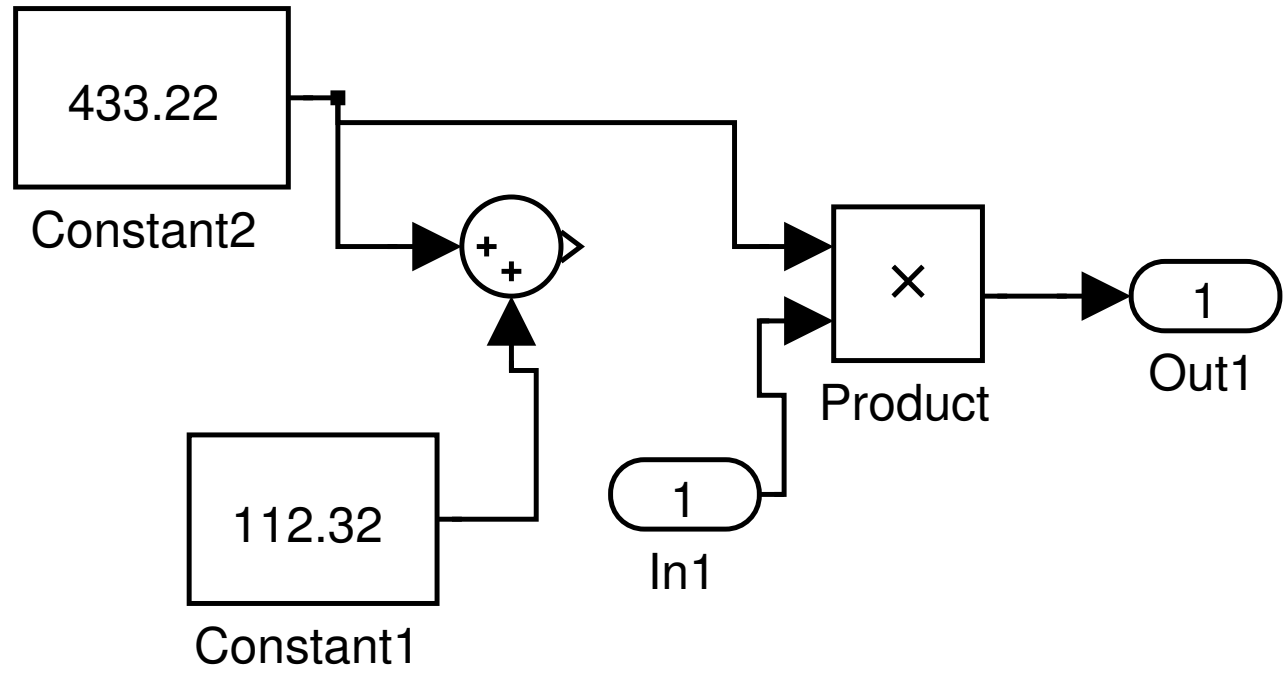 433.22
Constant2
+
+
×
1
Out1
Product
1
In1
112.32
Constant1